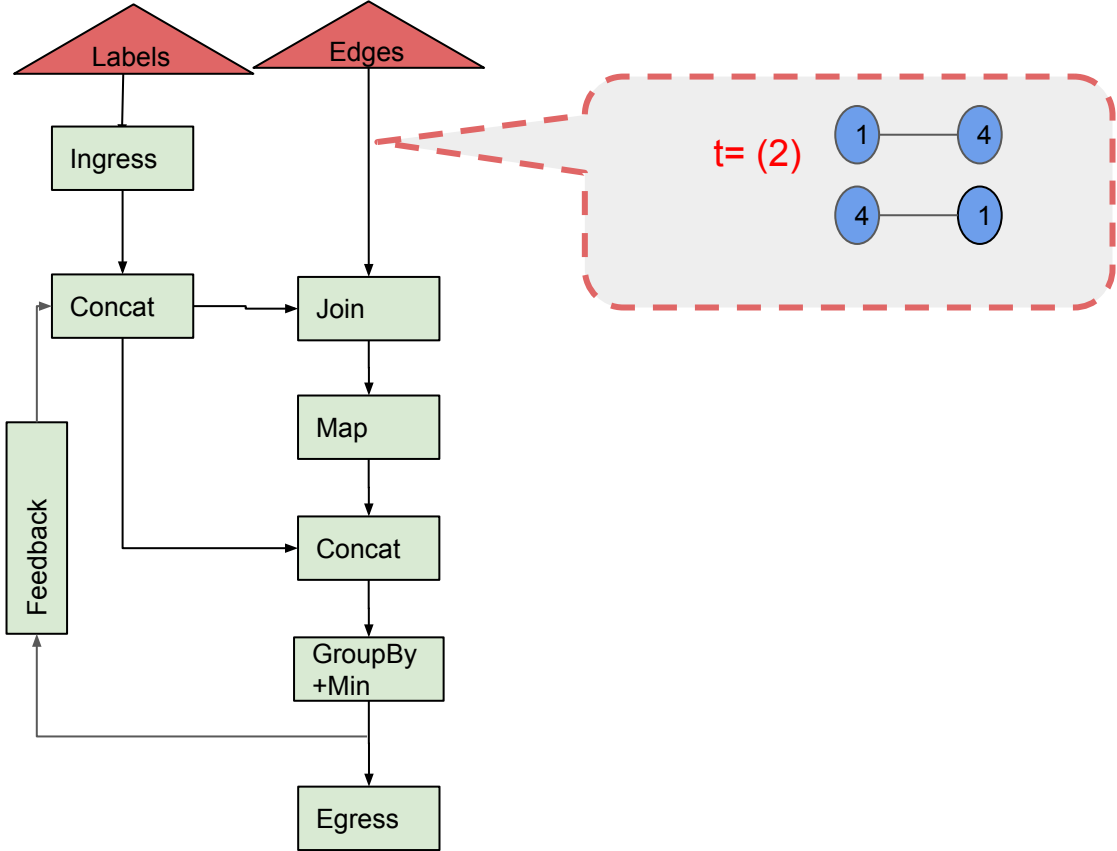 Labels
Edges
t= (2)
1
4
4
1
Ingress
Concat
Join
Map
Feedback
Concat
GroupBy
+Min
Egress